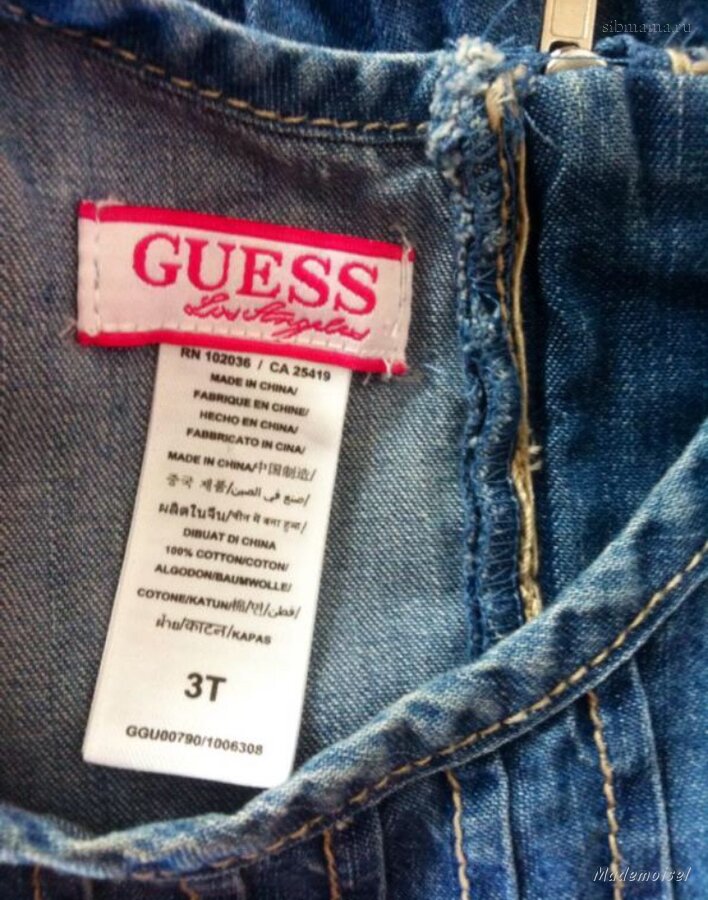 sibmama.ru
GUESS
Los Angeles
RN 102036 / CA 25419
MADE IN CHINA/
FABRIQUE EN CHINE/
HECHO EN CHINA/
FABBRICATO IN CINA/
MADE IN CHINA/中国制造/
중국 제품/صنع في الصين/
ผลิตในจีน/चीन में बना हुआ/
DIBUAT DI CHINA
100% COTTON/COTON/
ALGODON/BAUMWOLLE/
COTONE/KATUN/棉/면/قطن/
ฝ้าย/काटन/KAPAS
3T
GGU00790/1006308
Mademoisel